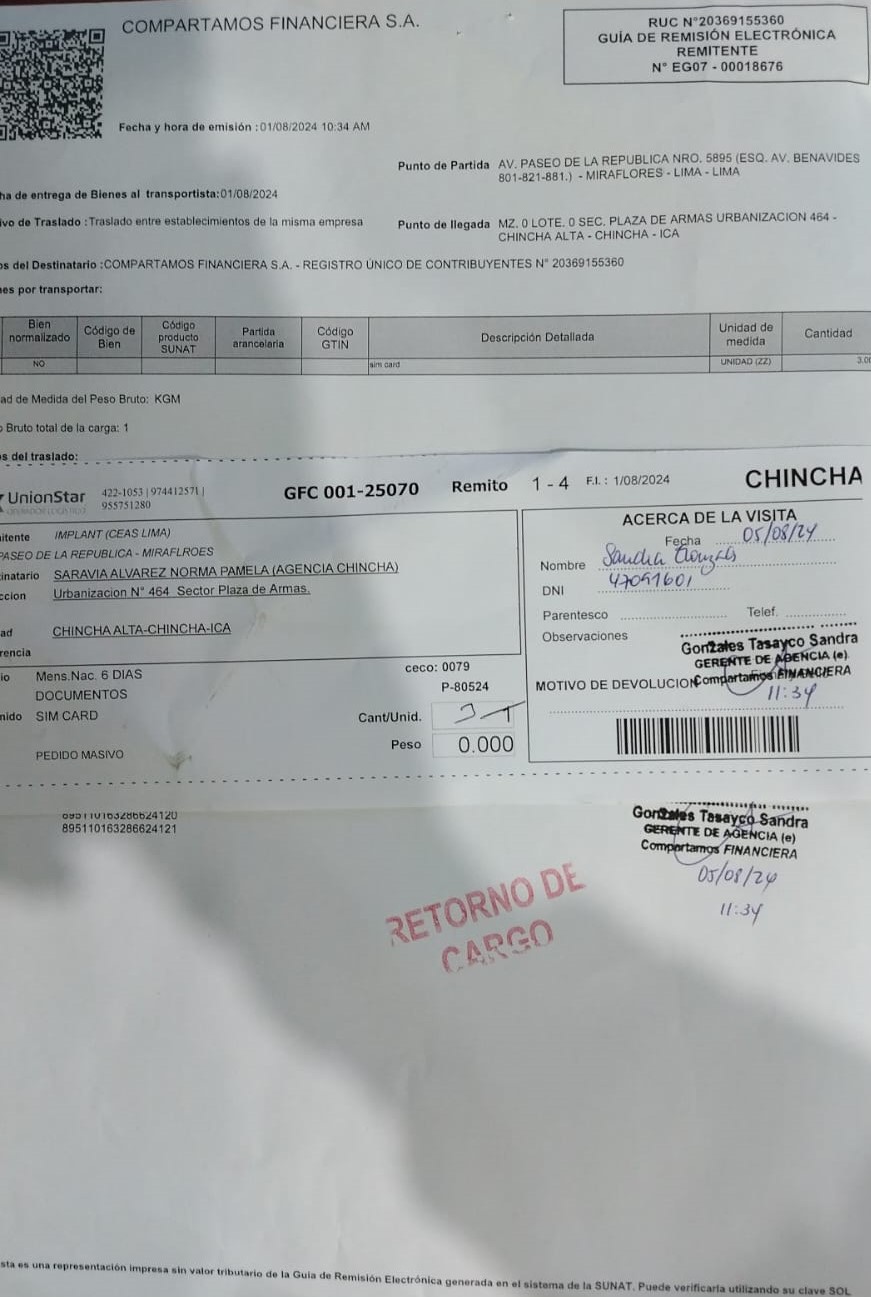 COMPARTAMOS FINANCIERA S.A.
RUC N°20369155360
GUÍA DE REMISIÓN ELECTRÓNICA
REMITENTE
N° EG07 - 00018676
Fecha y hora de emisión :01/08/2024 10:34 AM
Punto de Partida AV. PASEO DE LA REPUBLICA NRO. 5895 (ESQ. AV. BENAVIDES
801-821-881.) - MIRAFLORES - LIMA - LIMA
ha de entrega de Bienes al transportista:01/08/2024
ivo de Traslado :Traslado entre establecimientos de la misma empresa
Punto de llegada MZ. 0 LOTE. 0 SEC. PLAZA DE ARMAS URBANIZACION 464 -
CHINCHA ALTA - CHINCHA - ICA
os del Destinatario :COMPARTAMOS FINANCIERA S.A. - REGISTRO ÚNICO DE CONTRIBUYENTES N° 20369155360
nes por transportar:
Bien normalizado Código de Bien Código producto SUNAT Partida arancelaria Código GTIN Descripción Detallada Unidad de medida Cantidad
NO sim card UNIDAD (ZZ) 3.0
ad de Medida del Peso Bruto: KGM
o Bruto total de la carga: 1
os del traslado:
UnionStar
OPERADOR LOGISTICO
422-1053 | 974412571 |
955751280
GFC 001-25070 Remito 1 - 4 F.I. : 1/08/2024 CHINCHA
itente IMPLANT (CEAS LIMA)
PASEO DE LA REPUBLICA - MIRAFLROES
inatario SARAVIA ALVAREZ NORMA PAMELA (AGENCIA CHINCHA)
ccion Urbanizacion N° 464 Sector Plaza de Armas.
ad CHINCHA ALTA-CHINCHA-ICA
rencia
io Mens.Nac. 6 DIAS
DOCUMENTOS
nido SIM CARD
PEDIDO MASIVO
ceco: 0079
P-80524
Cant/Unid.
Peso 0.000
ACERCA DE LA VISITA
Fecha 05/08/24
Nombre Sandra Gonzales
DNI 47091601
Parentesco Telef.
Observaciones
Gonzales Tasayco Sandra
GERENTE DE AGENCIA (e)
Compartamos FINANCIERA
MOTIVO DE DEVOLUCION
11:34
895110163286624120
895110163286624121
Gonzales Tasayco Sandra
GERENTE DE AGENCIA (e)
Compartamos FINANCIERA
05/08/24
11:34
RETORNO DE
CARGO
sta es una representación impresa sin valor tributario de la Guía de Remisión Electrónica generada en el sistema de la SUNAT. Puede verificarla utilizando su clave SOL